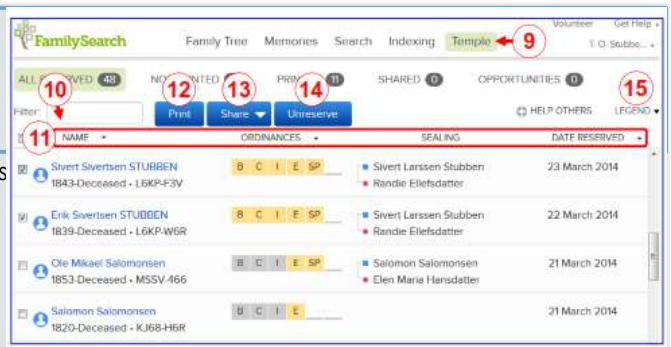 Volunteer Get Help
FamilySearch Family Tree Memories Search Indexing Temple 9 T. O. Stubbe...
ALL 48 11 SHARED 0 OPPORTUNITIES 0
10 12 13 14 15
Filter: Print Share Unreserve HELP OTHERS LEGEND
11 NAME ORDINANCES SEALING DATE RESERVED
Sivert Sivertsen STUBBEN B C I E SP Sivert Larssen Stubben 23 March 2014
1843-Deceased • L6KP-F3V Randie Ellefsdatter
Erik Sivertsen STUBBEN B C I E SP Sivert Larssen Stubben 22 March 2014
1839-Deceased • L6KP-W6R Randie Ellefsdatter
Ole Mikael Salomonsen B C I E SP Salomon Salomonsen 21 March 2014
1853-Deceased • MSSV-466 Elen Maria Hansdatter
Salomon Salomonsen B C I E 21 March 2014
1820-Deceased • KJ68-H6R